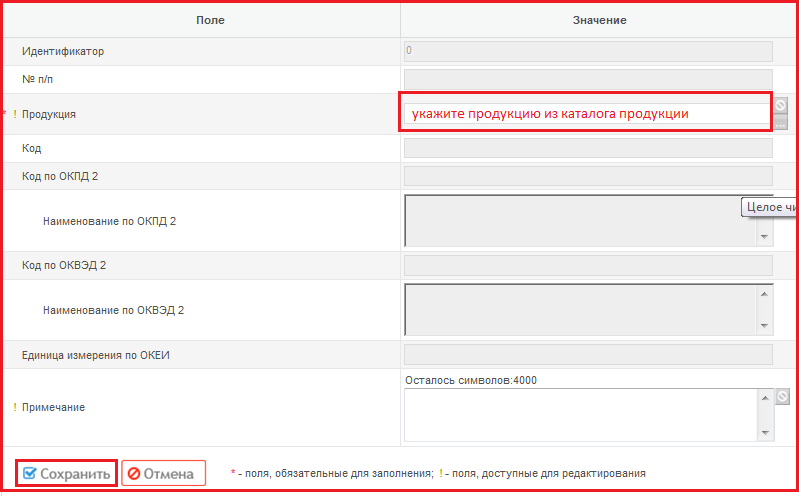 Поле Значение
Идентификатор 0
№ п/п
* ! Продукция укажите продукцию из каталога продукции
...
Код
Код по ОКПД 2
Целое чи
Наименование по ОКПД 2
Код по ОКВЭД 2
Наименование по ОКВЭД 2
Единица измерения по ОКЕИ
Осталось символов:4000
! Примечание
Сохранить Отмена * - поля, обязательные для заполнения; ! - поля, доступные для редактирования